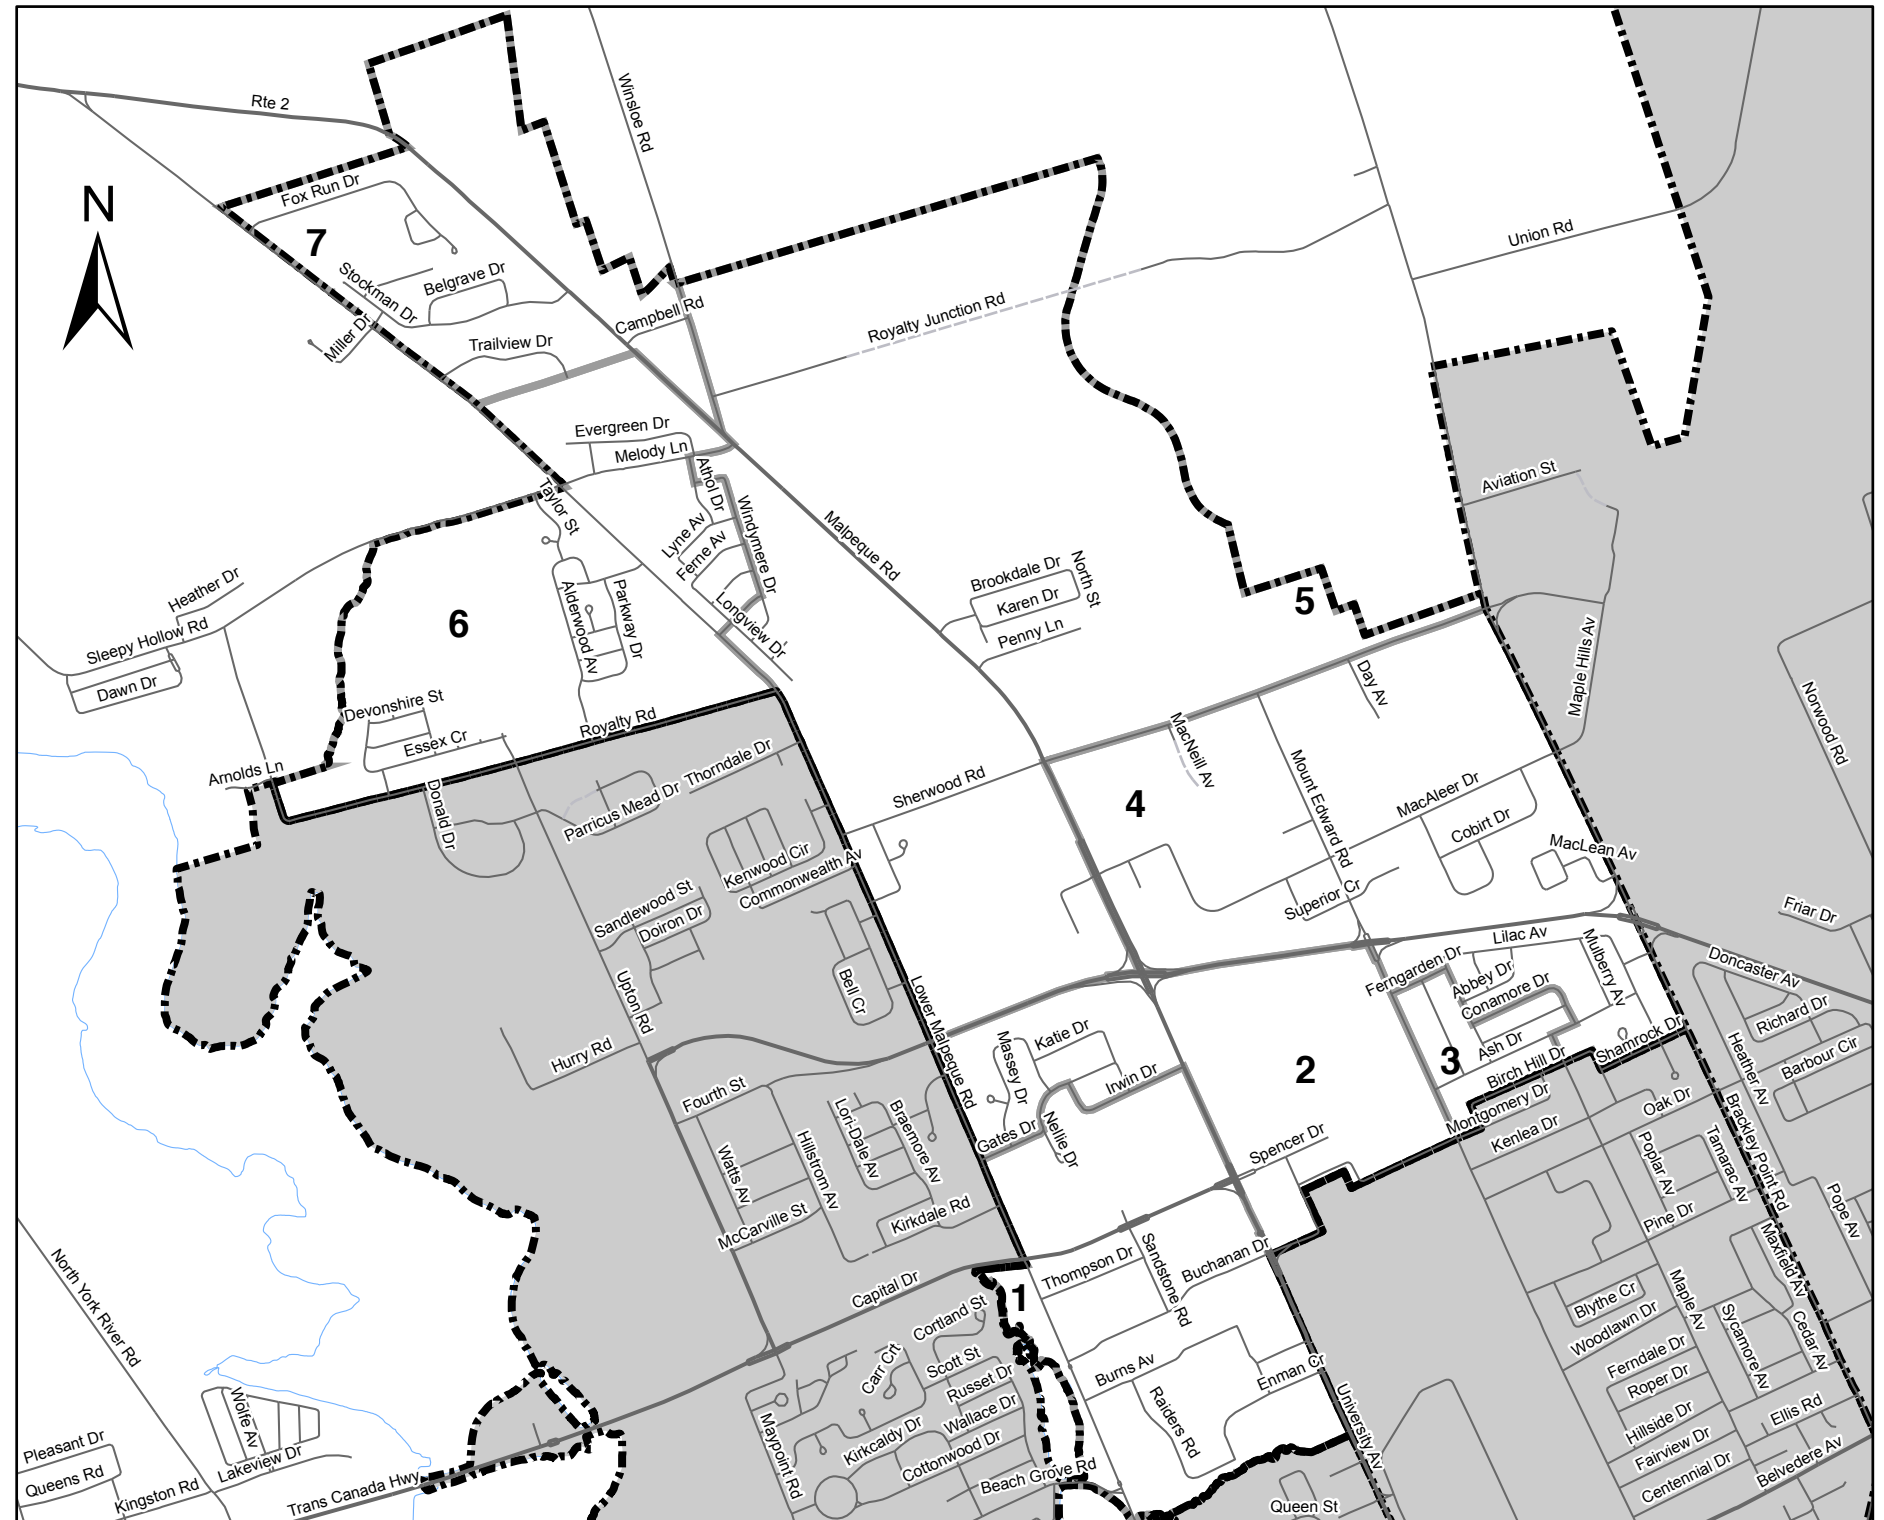 Rte 2
Winsloe Rd
N
Fox Run Dr
7
Union Rd
Stockman Dr
Belgrave Dr
Miller Dr
Campbell Rd
Royalty Junction Rd
Trailview Dr
Evergreen Dr
Melody Ln
Athol Dr
Taylor St
Windymere Dr
Aviation St
Lyne Av
Ferne Av
Malpeque Rd
Heather Dr
6
Alderwood Av
Parkway Dr
Longview Dr
Brookdale Dr
North St
Karen Dr
Penny Ln
5
Sleepy Hollow Rd
Dawn Dr
Maple Hills Av
Day Av
Norwood Rd
Devonshire St
Essex Cr
Royalty Rd
MacNeill Av
Arnolds Ln
Donald Dr
Parricus Mead Dr
Thorndale Dr
Sherwood Rd
4
Mount Edward Rd
MacAleer Dr
Cobirt Dr
MacLean Av
Kenwood Cir
Commonwealth Av
Superior Cr
Sandlewood St
Doiron Dr
Friar Dr
Upton Rd
Bell Cr
Lower Malpeque Rd
Lilac Av
Ferngarden Dr
Abbey Dr
Mulberry Av
Conamore Dr
Doncaster Av
Richard Dr
Hurry Rd
Massey Dr
Katie Dr
2
3
Ash Dr
Birch Hill Dr
Shamrock Dr
Heather Av
Barbour Cir
Fourth St
Irwin Dr
Lori-Dale Av
Braemore Av
Hillstrom Av
Gates Dr
Nellie Dr
Montgomery Dr
Kenlea Dr
Oak Dr
Brackley Point Rd
Spencer Dr
Watts Av
Poplar Av
Tamarac Av
McCarville St
Kirkdale Rd
Pine Dr
Pope Av
North York River Rd
Capital Dr
1
Thompson Dr
Sandstone Rd
Buchanan Dr
Maxfield Av
Cortland St
Blythe Cr
Woodlawn Dr
Maple Av
Sycamore Av
Cedar Av
Carr Crt
Scott St
Russet Dr
Burns Av
Enman Cr
Ferndale Dr
Roper Dr
Wolfe Av
Maypoint Rd
Kirkcaldy Dr
Wallace Dr
Cottonwood Dr
Raiders Rd
University Av
Hillside Dr
Fairview Dr
Centennial Dr
Ellis Rd
Belvedere Av
Pleasant Dr
Queens Rd
Kingston Rd
Lakeview Dr
Trans Canada Hwy
Beach Grove Rd
Queen St